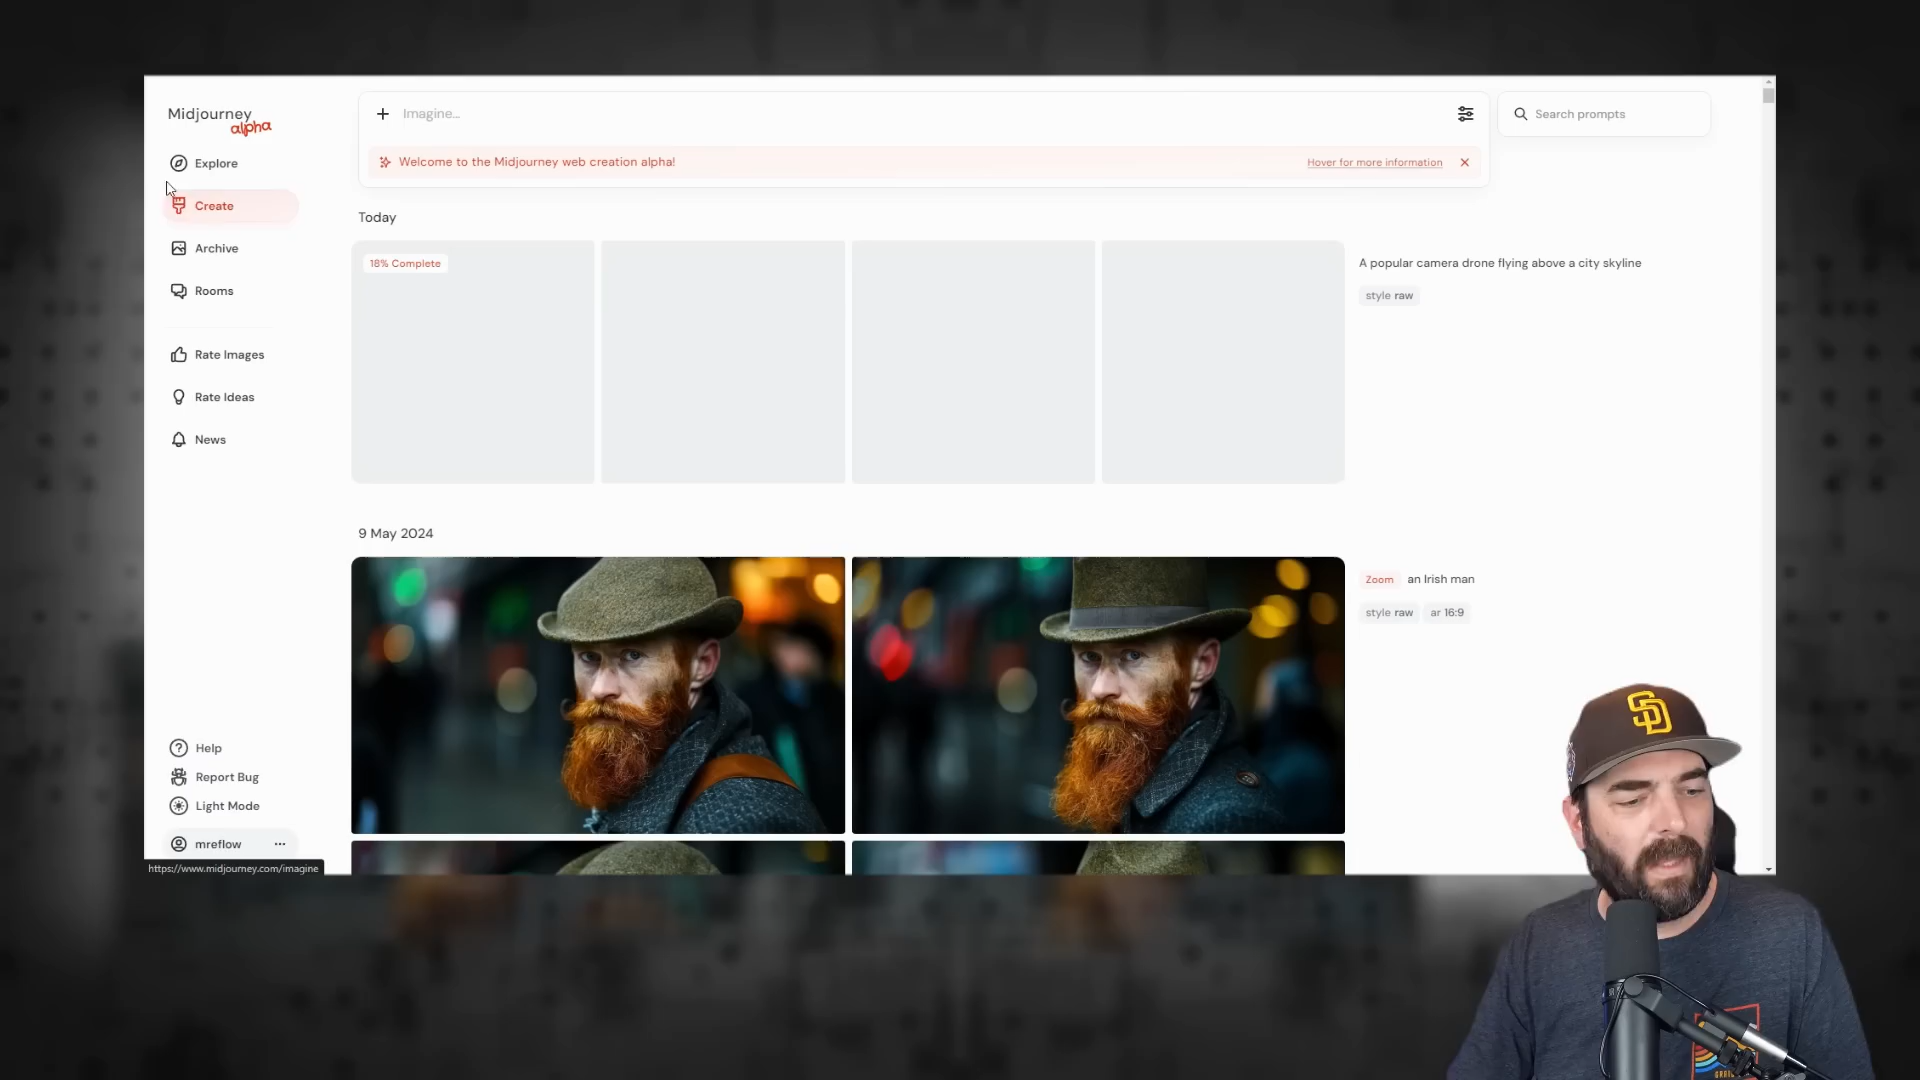 Midjourney
alpha
Imagine...
Search prompts
Welcome to the Midjourney web creation alpha!
Hover for more information
Explore
Create
Archive
Rooms
Rate Images
Rate Ideas
News
Help
Report Bug
Light Mode
mreflow
https://www.midjourney.com/imagine
Today
18% Complete
A popular camera drone flying above a city skyline
style raw
9 May 2024
Zoom an Irish man
style raw ar 16:9
SD